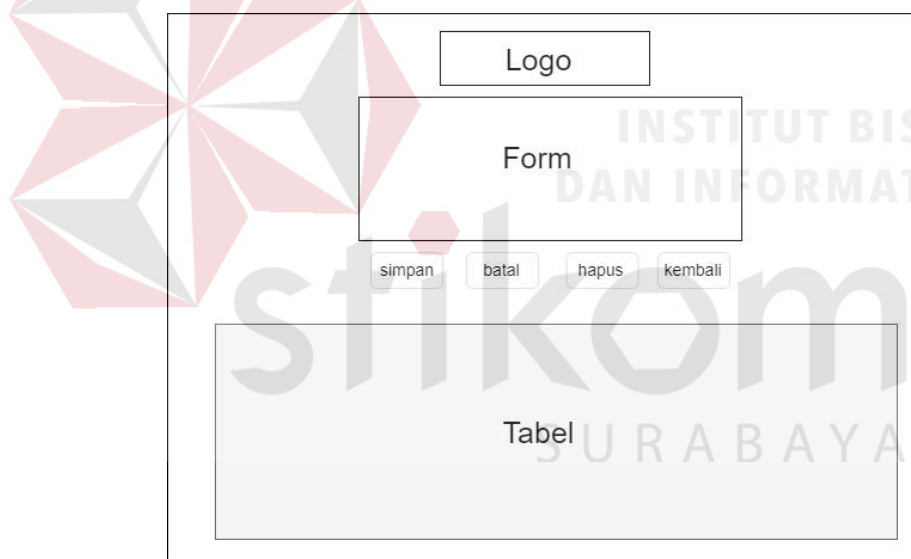 Logo
INSTITUT BIS
Form
DAN INFORMAT
simpan batal hapus kembali
stikom
Tabel
SURABAYA